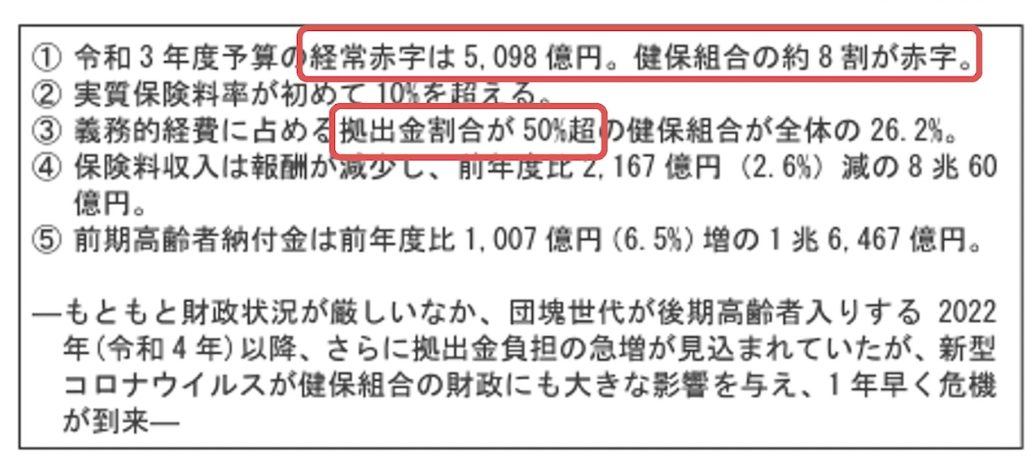 ① 令和３年度予算の経常赤字は 5,098 億円。健保組合の約８割が赤字。
② 実質保険料率が初めて 10%を超える。
③ 義務的経費に占める拠出金割合が 50%超の健保組合が全体の 26.2%。
④ 保険料収入は報酬が減少し、前年度比 2,167 億円（2.6%）減の８兆 60
億円。
⑤ 前期高齢者納付金は前年度比 1,007 億円(6.5%)増の１兆 6,467 億円。
―もともと財政状況が厳しいなか、団塊世代が後期高齢者入りする 2022
年(令和４年)以降、さらに拠出金負担の急増が見込まれていたが、新型
コロナウイルスが健保組合の財政にも大きな影響を与え、１年早く危機
が到来―